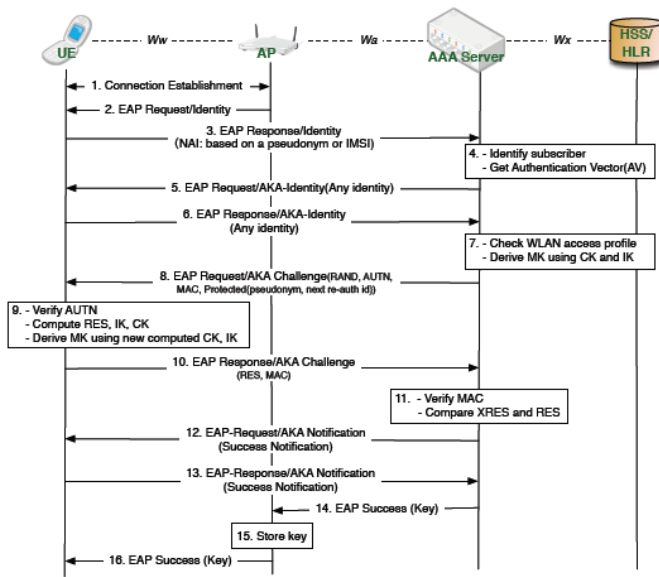 UE
Ww
AP
Wa
AAA Server
Wx
HSS/
HLR
1. Connection Establishment
2. EAP Request/Identity
3. EAP Response/Identity
(NAI: based on a pseudonym or IMSI)
4. - Identify subscriber
- Get Authentication Vector(AV)
5. EAP Request/AKA-Identity(Any identity)
6. EAP Response/AKA-Identity
(Any identity)
7. - Check WLAN access profile
- Derive MK using CK and IK
8. EAP Request/AKA Challenge(RAND, AUTN,
MAC, Protected(pseudonym, next re-auth id))
9. - Verify AUTN
- Compute RES, IK, CK
- Derive MK using new computed CK, IK
10. EAP Response/AKA Challenge
(RES, MAC)
11. - Verify MAC
- Compare XRES and RES
12. EAP-Request/AKA Notification
(Success Notification)
13. EAP-Response/AKA Notification
(Success Notification)
14. EAP Success (Key)
15. Store key
16. EAP Success (Key)